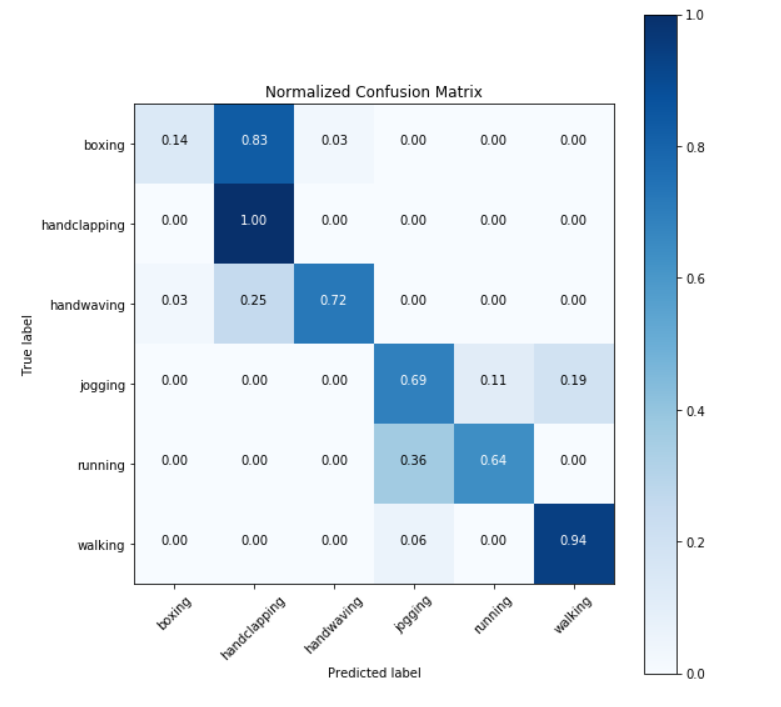 Normalized Confusion Matrix
1.0
0.8
0.6
0.4
0.2
0.0
True label
boxing 0.14 0.83 0.03 0.00 0.00 0.00
handclapping 0.00 1.00 0.00 0.00 0.00 0.00
handwaving 0.03 0.25 0.72 0.00 0.00 0.00
jogging 0.00 0.00 0.00 0.69 0.11 0.19
running 0.00 0.00 0.00 0.36 0.64 0.00
walking 0.00 0.00 0.00 0.06 0.00 0.94
boxing handclapping handwaving jogging running walking
Predicted label